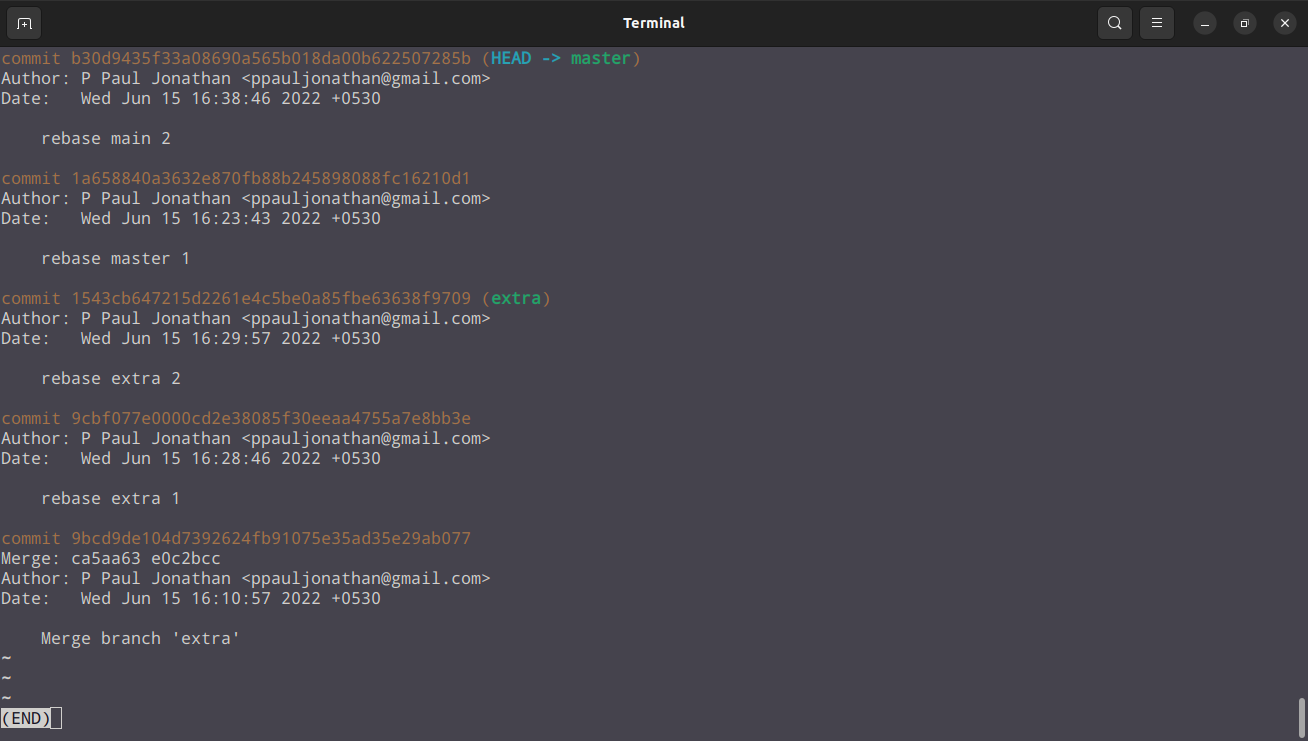 Terminal
commit b30d9435f33a08690a565b018da00b622507285b (HEAD -> master)
Author: P Paul Jonathan <ppauljonathan@gmail.com>
Date:   Wed Jun 15 16:38:46 2022 +0530
    rebase main 2
commit 1a658840a3632e870fb88b245898088fc16210d1
Author: P Paul Jonathan <ppauljonathan@gmail.com>
Date:   Wed Jun 15 16:23:43 2022 +0530
    rebase master 1
commit 1543cb647215d2261e4c5be0a85fbe63638f9709 (extra)
Author: P Paul Jonathan <ppauljonathan@gmail.com>
Date:   Wed Jun 15 16:29:57 2022 +0530
    rebase extra 2
commit 9cbf077e0000cd2e38085f30eeaa4755a7e8bb3e
Author: P Paul Jonathan <ppauljonathan@gmail.com>
Date:   Wed Jun 15 16:28:46 2022 +0530
    rebase extra 1
commit 9bcd9de104d7392624fb91075e35ad35e29ab077
Merge: ca5aa63 e0c2bcc
Author: P Paul Jonathan <ppauljonathan@gmail.com>
Date:   Wed Jun 15 16:10:57 2022 +0530
    Merge branch 'extra'
~
~
~
(END)